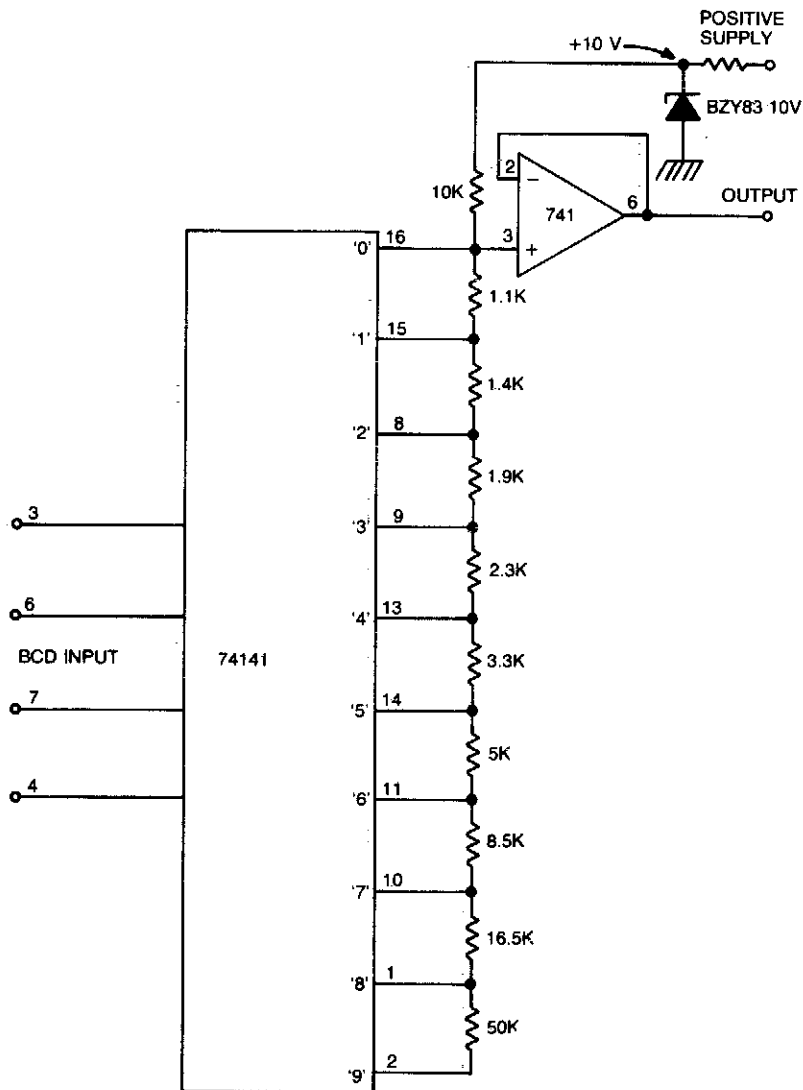 POSITIVE
SUPPLY
+10 V
BZY83 10V
2
−
10K
741
6
OUTPUT
3
+
'0'
16
1.1K
'1'
15
1.4K
'2'
8
1.9K
3
'3'
9
2.3K
6
'4'
13
BCD INPUT
74141
3.3K
7
'5'
14
5K
4
'6'
11
8.5K
'7'
10
16.5K
'8'
1
50K
'9'
2